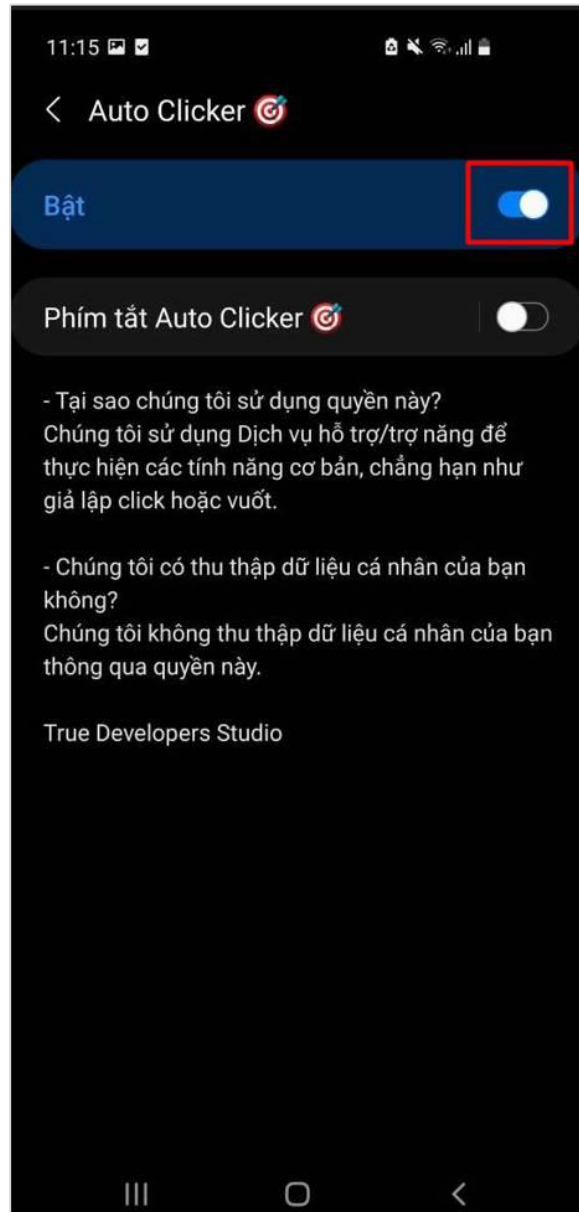 11:15
Auto Clicker 🎯
Bật
Phím tắt Auto Clicker 🎯
- Tại sao chúng tôi sử dụng quyền này?
Chúng tôi sử dụng Dịch vụ hỗ trợ/trợ năng để
thực hiện các tính năng cơ bản, chẳng hạn như
giả lập click hoặc vuốt.
- Chúng tôi có thu thập dữ liệu cá nhân của bạn
không?
Chúng tôi không thu thập dữ liệu cá nhân của bạn
thông qua quyền này.
True Developers Studio